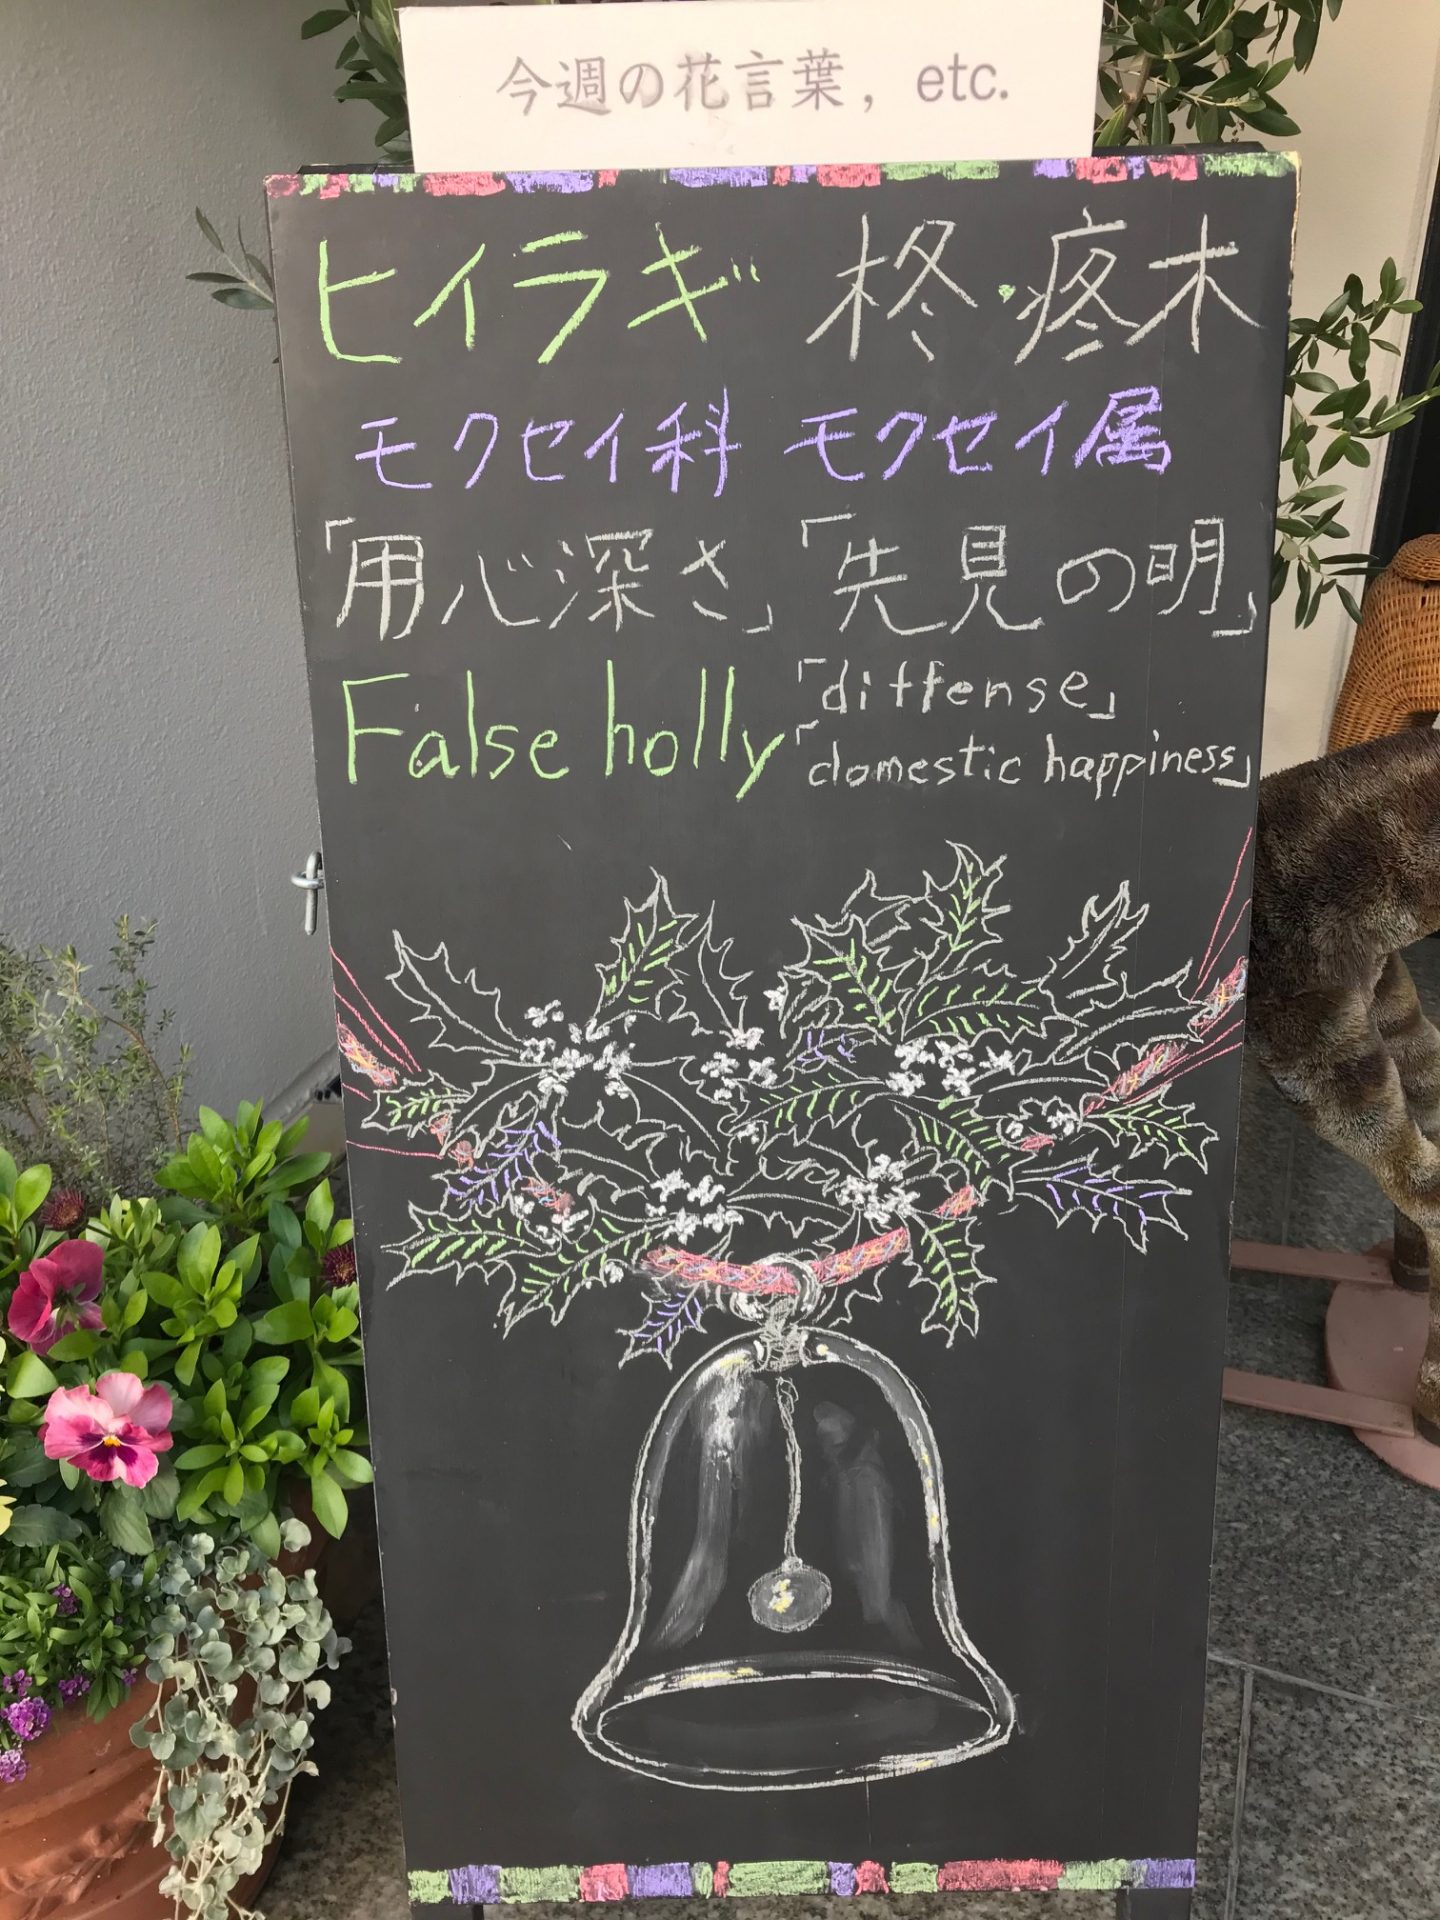 今週の花言葉, etc.
ヒイラギ 柊・疼木
モクセイ科 モクセイ属
「用心深さ」「先見の明」
False holly「diffense」
「domestic happiness」